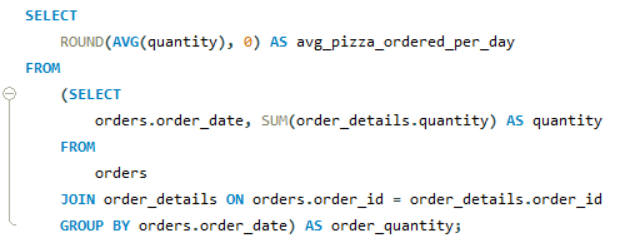 SELECT
ROUND(AVG(quantity), 0) AS avg_pizza_ordered_per_day
FROM
(SELECT
orders.order_date, SUM(order_details.quantity) AS quantity
FROM
orders
JOIN order_details ON orders.order_id = order_details.order_id
GROUP BY orders.order_date) AS order_quantity;